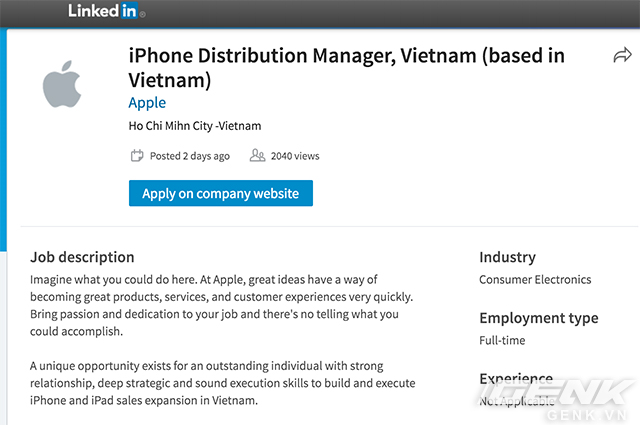 Linked in
iPhone Distribution Manager, Vietnam (based in
Vietnam)
Apple
Ho Chi Mihn City -Vietnam
Posted 2 days ago
2040 views
Apply on company website
Job description
Imagine what you could do here. At Apple, great ideas have a way of
becoming great products, services, and customer experiences very quickly.
Bring passion and dedication to your job and there's no telling what you
could accomplish.
A unique opportunity exists for an outstanding individual with strong
relationship, deep strategic and sound execution skills to build and execute
iPhone and iPad sales expansion in Vietnam.
Industry
Consumer Electronics
Employment type
Full-time
Experience
Not Applicable
GENK
GENK.VN